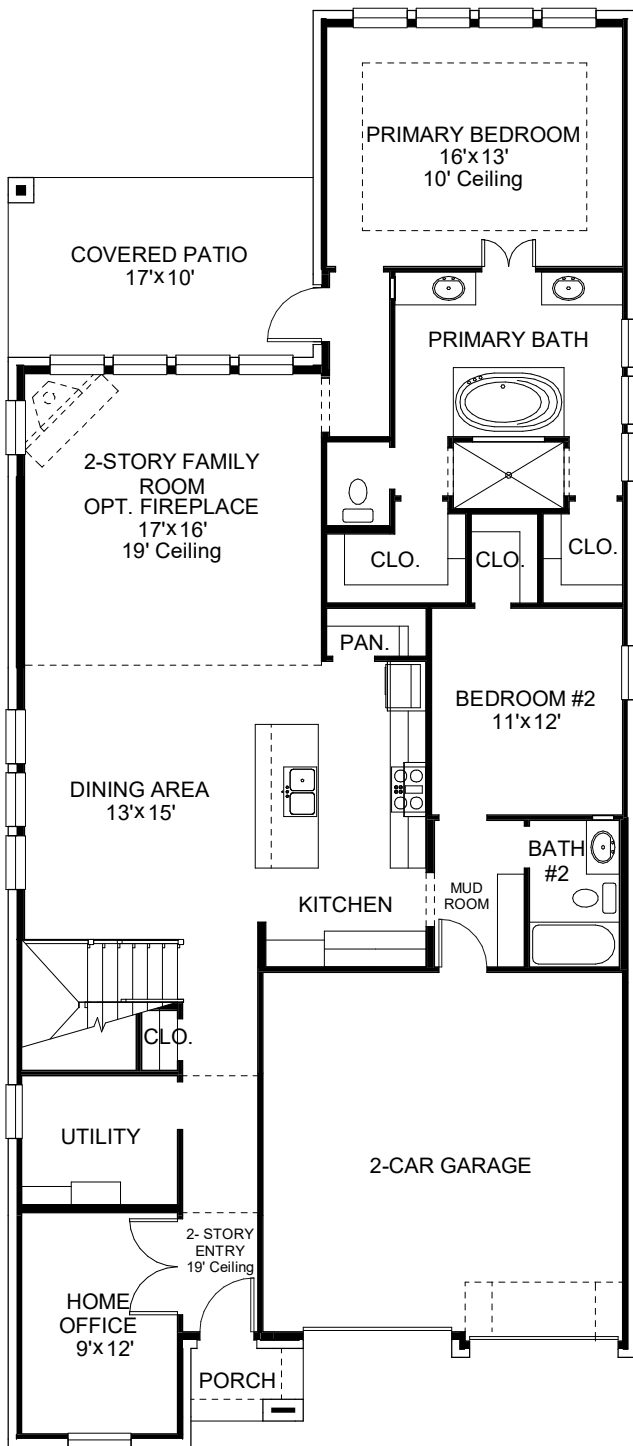 PRIMARY BEDROOM
16'x13'
10' Ceiling
COVERED PATIO
17'x10'
PRIMARY BATH
2-STORY FAMILY
ROOM
OPT. FIREPLACE
17'x16'
19' Ceiling
CLO.
CLO.
CLO.
PAN.
BEDROOM #2
11'x12'
DINING AREA
13'x15'
BATH
#2
MUD
ROOM
KITCHEN
CLO.
UTILITY
2-CAR GARAGE
2- STORY
ENTRY
19' Ceiling
HOME
OFFICE
9'x12'
PORCH